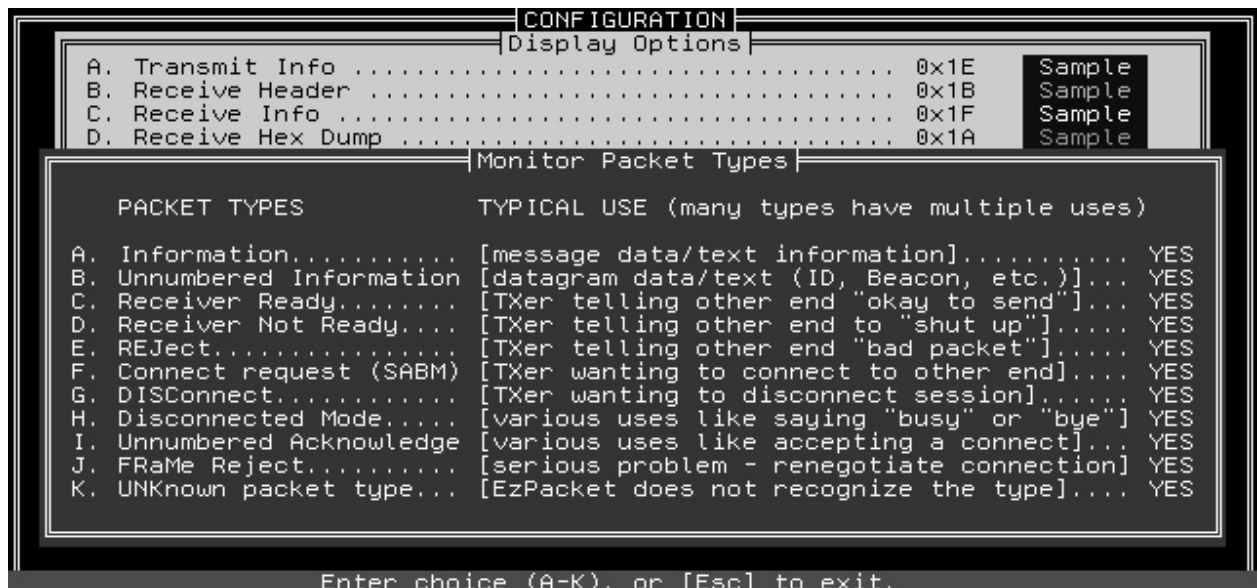 CONFIGURATION
Display Options
A. Transmit Info .................................. 0x1E Sample
B. Receive Header ................................. 0x1B Sample
C. Receive Info ................................... 0x1F Sample
D. Receive Hex Dump ............................... 0x1A Sample
Monitor Packet Types
PACKET TYPES TYPICAL USE (many types have multiple uses)
A. Information........... [message data/text information]............ YES
B. Unnumbered Information [datagram data/text (ID, Beacon, etc.)]... YES
C. Receiver Ready........ [TXer telling other end "okay to send"].... YES
D. Receiver Not Ready.... [TXer telling other end to "shut up"]..... YES
E. REJect................ [TXer telling other end "bad packet"]..... YES
F. Connect request (SABM) [TXer wanting to connect to other end].... YES
G. DISConnect............ [TXer wanting to disconnect session]...... YES
H. Disconnected Mode..... [various uses like saying "busy" or "bye"] YES
I. Unnumbered Acknowledge [various uses like accepting a connect]... YES
J. FRaMe Reject.......... [serious problem - renegotiate connection] YES
K. UNKnown packet type... [EzPacket does not recognize the type].... YES
Enter choice (A-K), or [Esc] to exit.